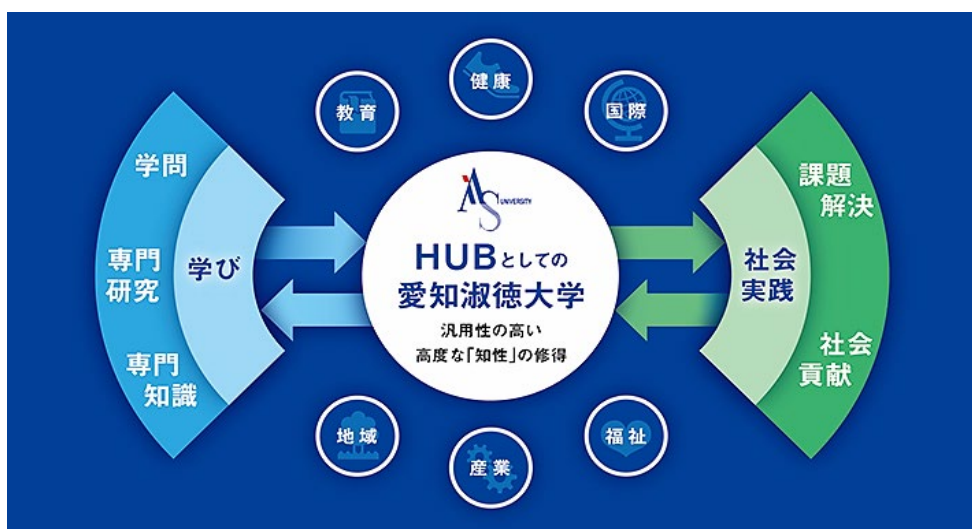 健康
教育
国際
学問
専門
研究
専門
知識
学び
AS UNIVERSITY
HUBとしての
愛知淑徳大学
汎用性の高い
高度な「知性」の修得
社会
実践
課題
解決
社会
貢献
地域
産業
福祉